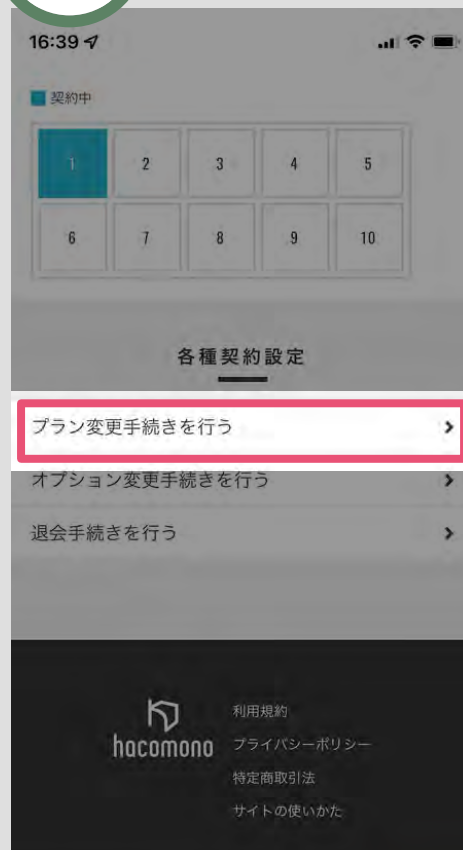 16:39
契約中
1 2 3 4 5
6 7 8 9 10
各種契約設定
プラン変更手続きを行う
オプション変更手続きを行う
退会手続きを行う
hacomono
利用規約
プライバシーポリシー
特定商取引法
サイトの使いかた